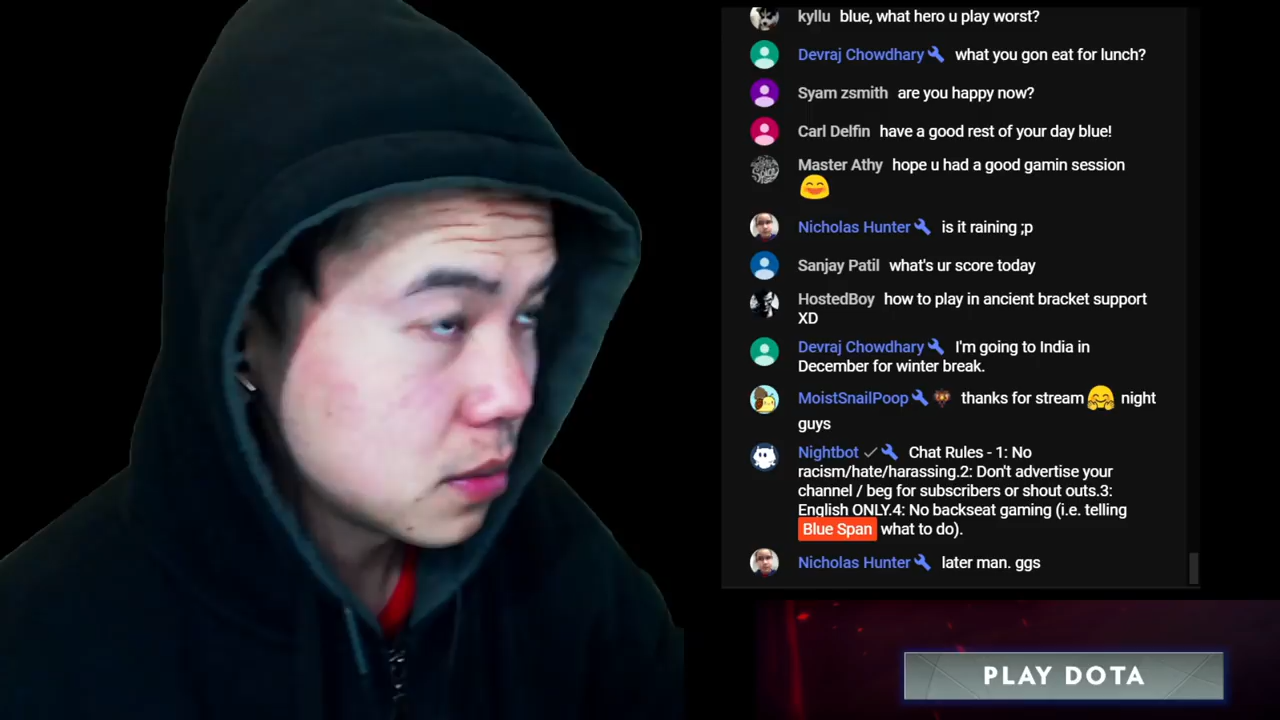 kyllu blue, what hero u play worst?
Devraj Chowdhary what you gon eat for lunch?
Syam zsmith are you happy now?
Carl Delfin have a good rest of your day blue!
Master Athy hope u had a good gamin session
Nicholas Hunter is it raining ;p
Sanjay Patil what's ur score today
HostedBoy how to play in ancient bracket support
XD
Devraj Chowdhary I'm going to India in
December for winter break.
MoistSnailPoop thanks for stream night
guys
Nightbot Chat Rules - 1: No
racism/hate/harassing.2: Don't advertise your
channel / beg for subscribers or shout outs.3:
English ONLY.4: No backseat gaming (i.e. telling
Blue Span what to do).
Nicholas Hunter later man. ggs
PLAY DOTA